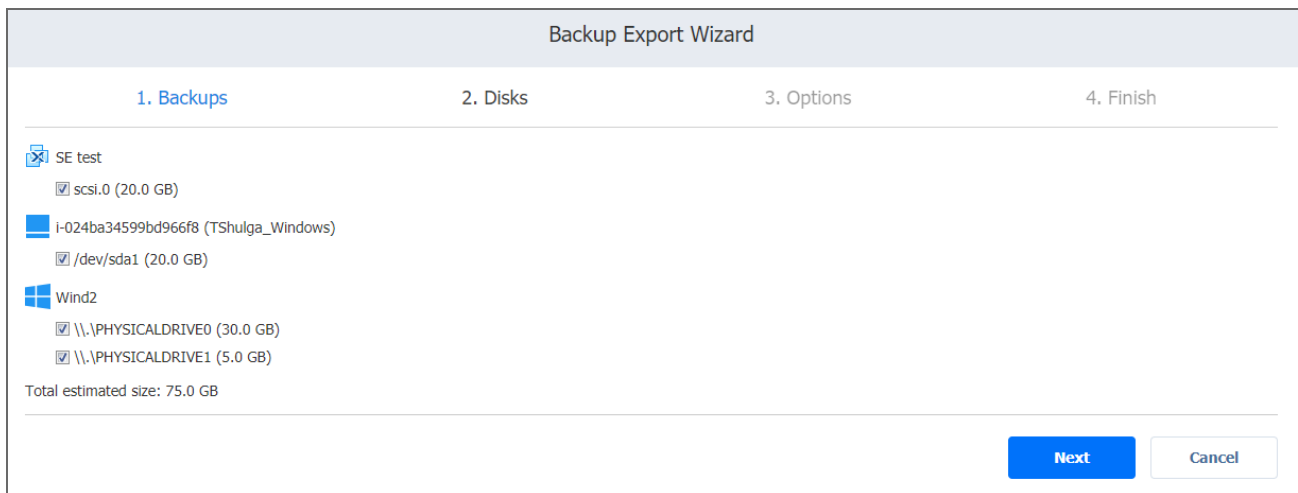 Backup Export Wizard
1. Backups 2. Disks 3. Options 4. Finish
SE test
scsi.0 (20.0 GB)
i-024ba34599bd966f8 (TShulga_Windows)
/dev/sda1 (20.0 GB)
Wind2
\\.\PHYSICALDRIVE0 (30.0 GB)
\\.\PHYSICALDRIVE1 (5.0 GB)
Total estimated size: 75.0 GB
Next Cancel